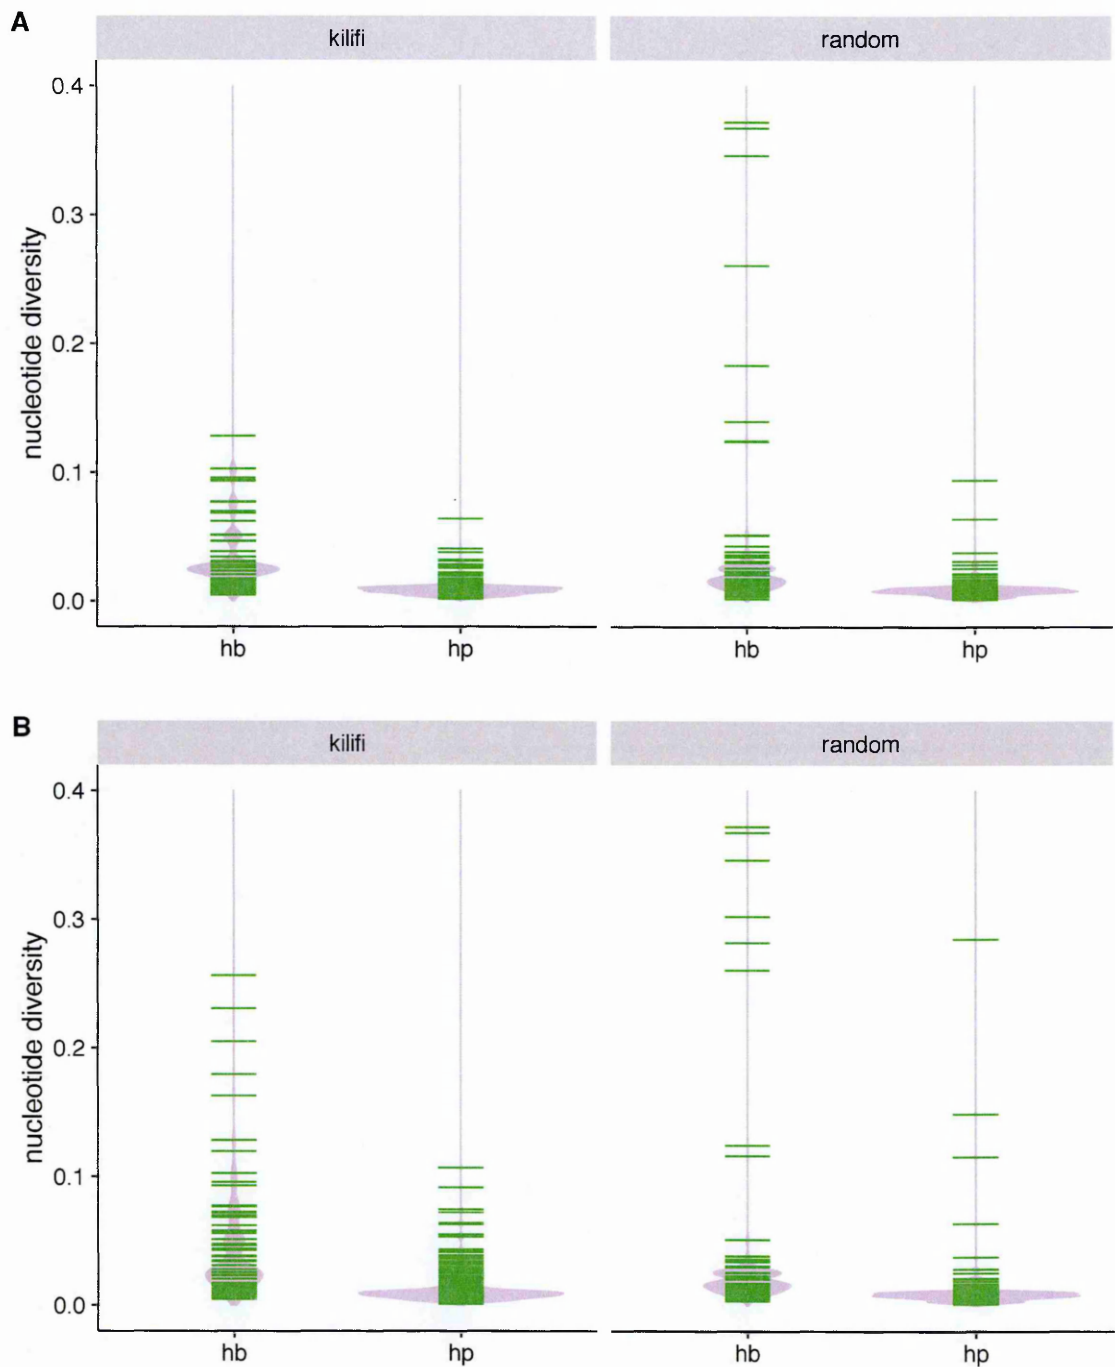 A
kilifi
random
nucleotide diversity
0.4
0.3
0.2
0.1
0.0
hb
hp
hb
hp
B
kilifi
random
nucleotide diversity
0.4
0.3
0.2
0.1
0.0
hb
hp
hb
hp